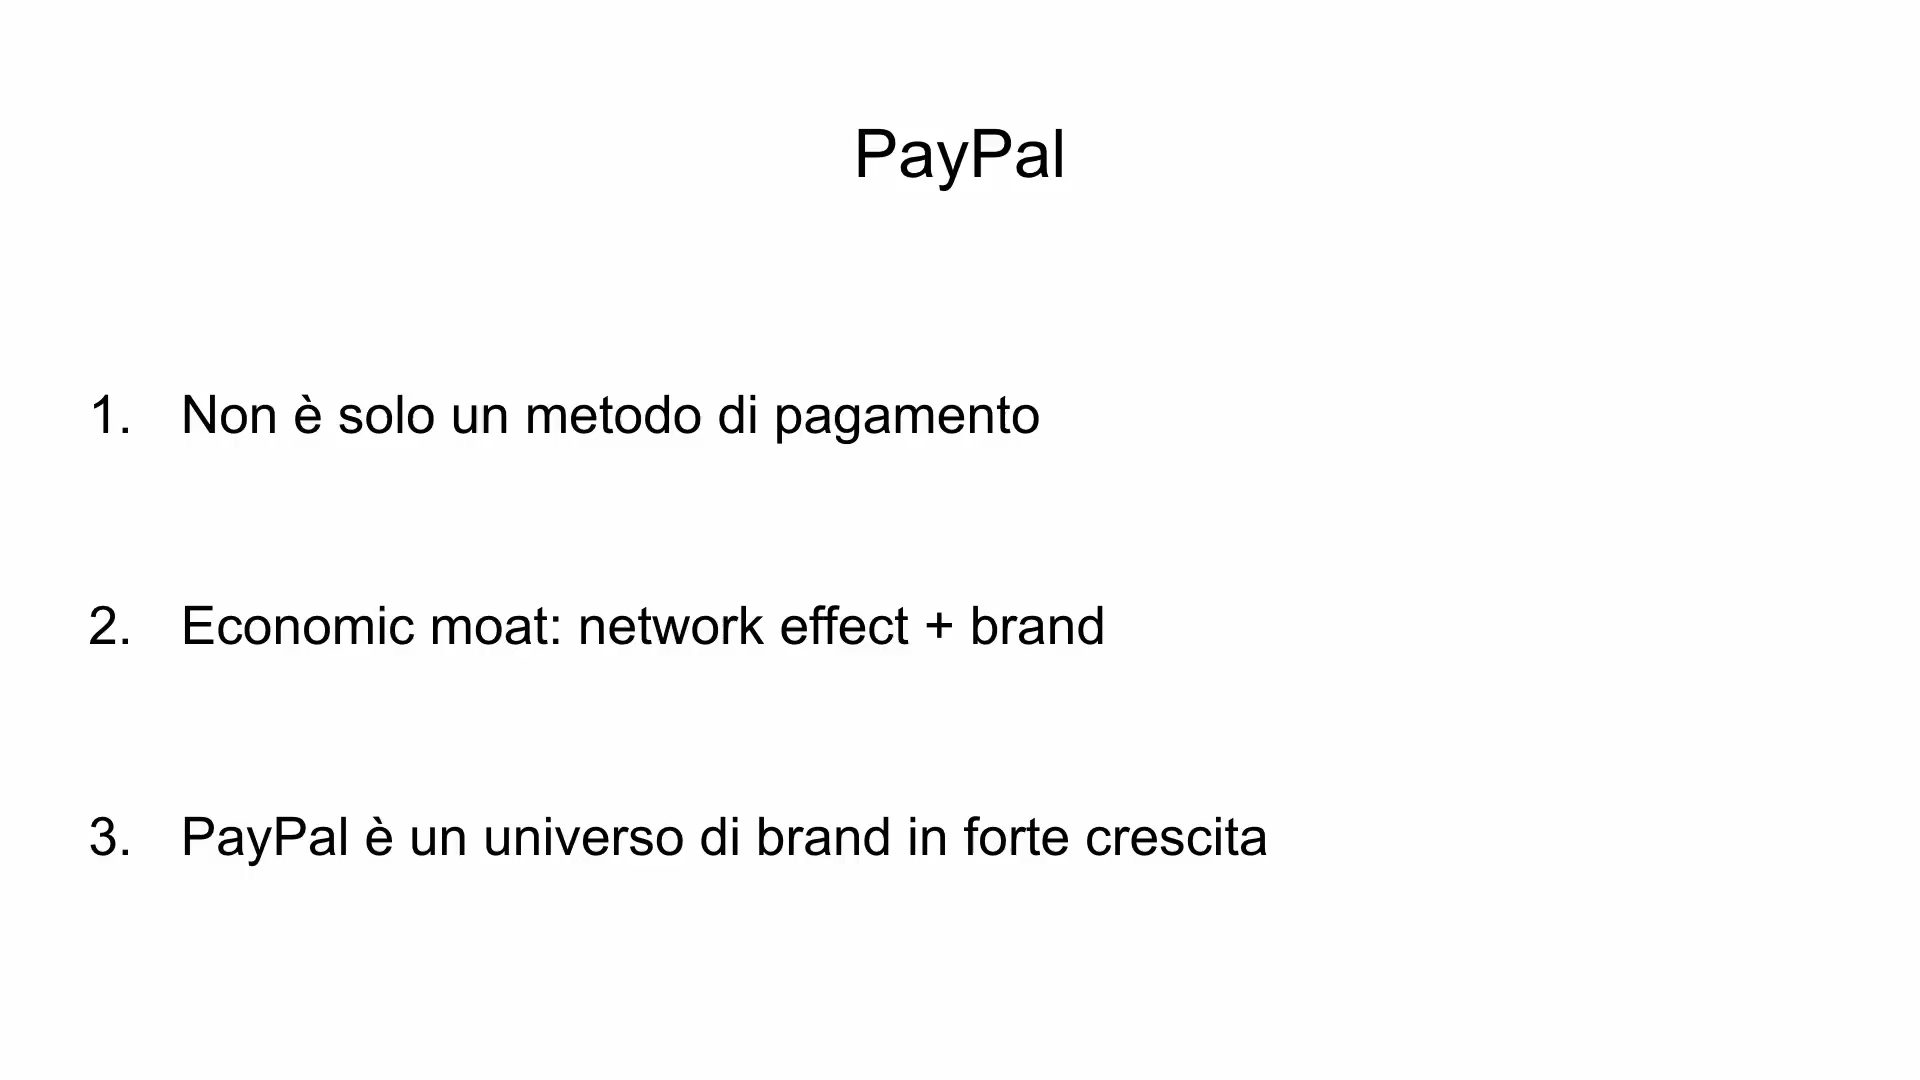 PayPal
1. Non è solo un metodo di pagamento
2. Economic moat: network effect + brand
3. PayPal è un universo di brand in forte crescita